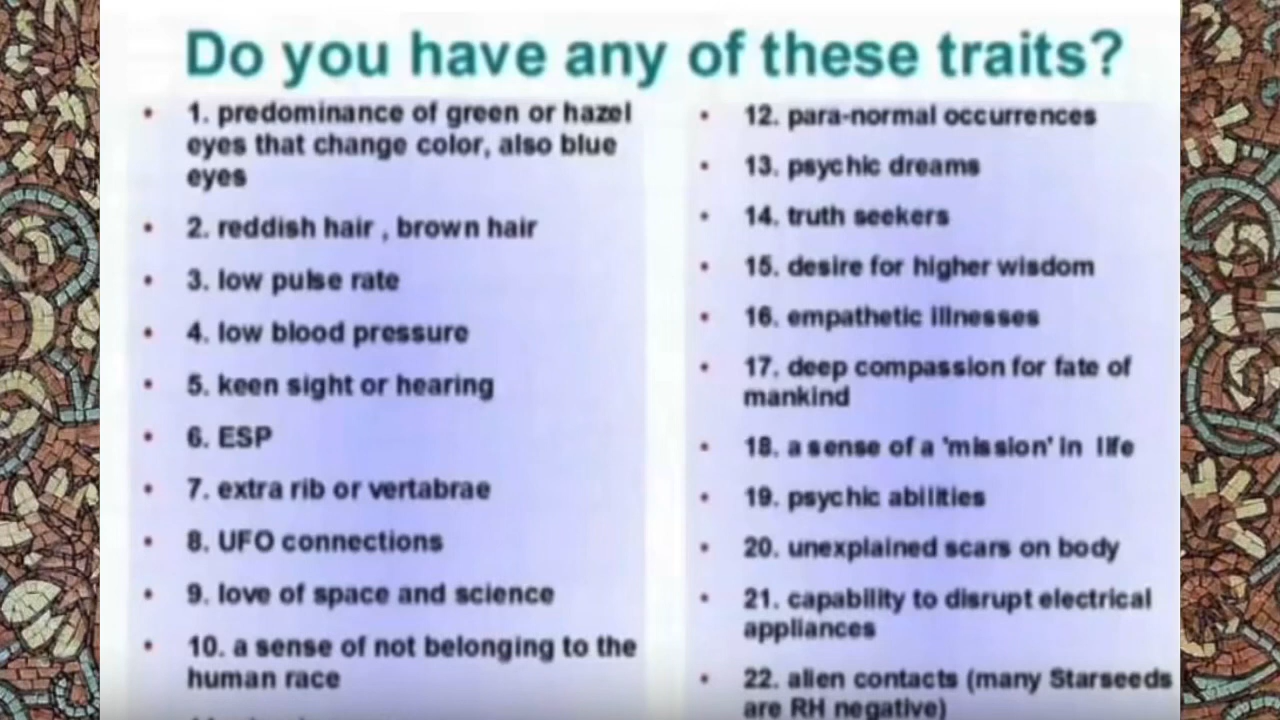 Do you have any of these traits?
• 1. predominance of green or hazel
eyes that change color, also blue
eyes
• 2. reddish hair , brown hair
• 3. low pulse rate
• 4. low blood pressure
• 5. keen sight or hearing
• 6. ESP
• 7. extra rib or vertabrae
• 8. UFO connections
• 9. love of space and science
• 10. a sense of not belonging to the
human race
• 12. para-normal occurrences
• 13. psychic dreams
• 14. truth seekers
• 15. desire for higher wisdom
• 16. empathetic illnesses
• 17. deep compassion for fate of
mankind
• 18. a sense of a 'mission' in life
• 19. psychic abilities
• 20. unexplained scars on body
• 21. capability to disrupt electrical
appliances
• 22. alien contacts (many Starseeds
are RH negative)